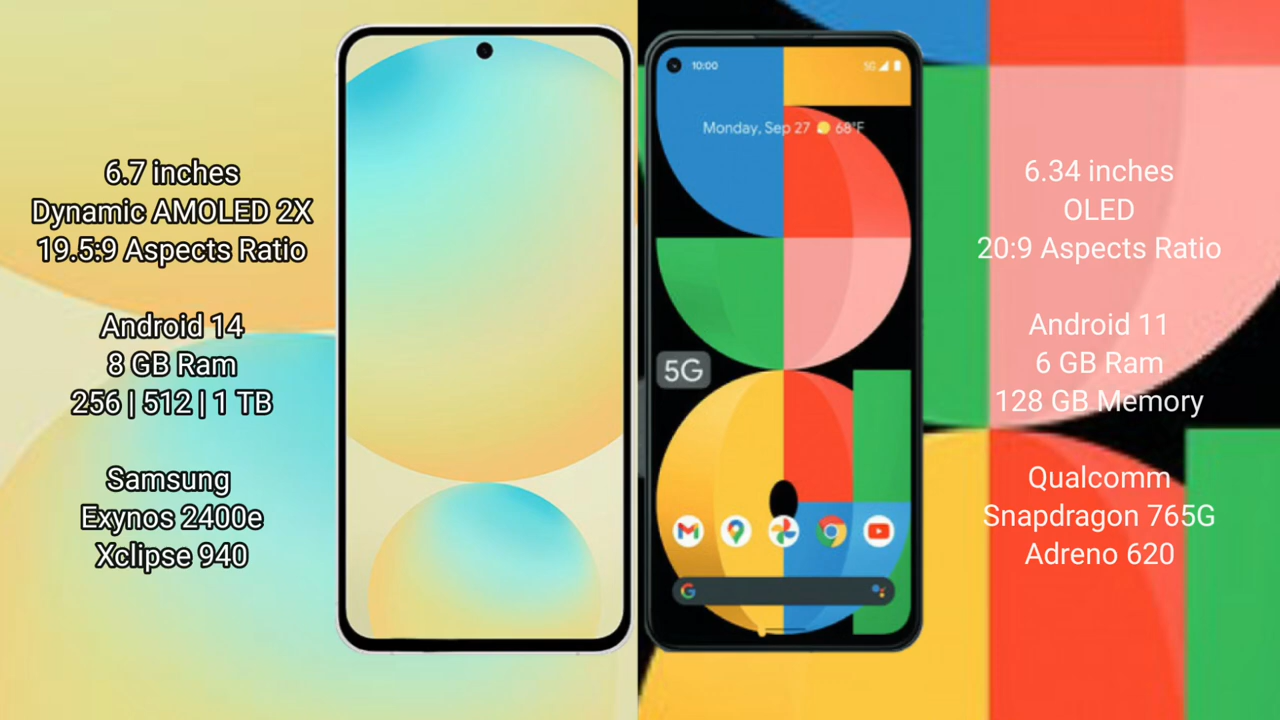 6.7 inches
Dynamic AMOLED 2X
19.5:9 Aspects Ratio
Android 14
8 GB Ram
256 | 512 | 1 TB
Samsung
Exynos 2400e
Xclipse 940
10:00
5G
Monday, Sep 27 68°F
5G
6.34 inches
OLED
20:9 Aspects Ratio
Android 11
6 GB Ram
128 GB Memory
Qualcomm
Snapdragon 765G
Adreno 620